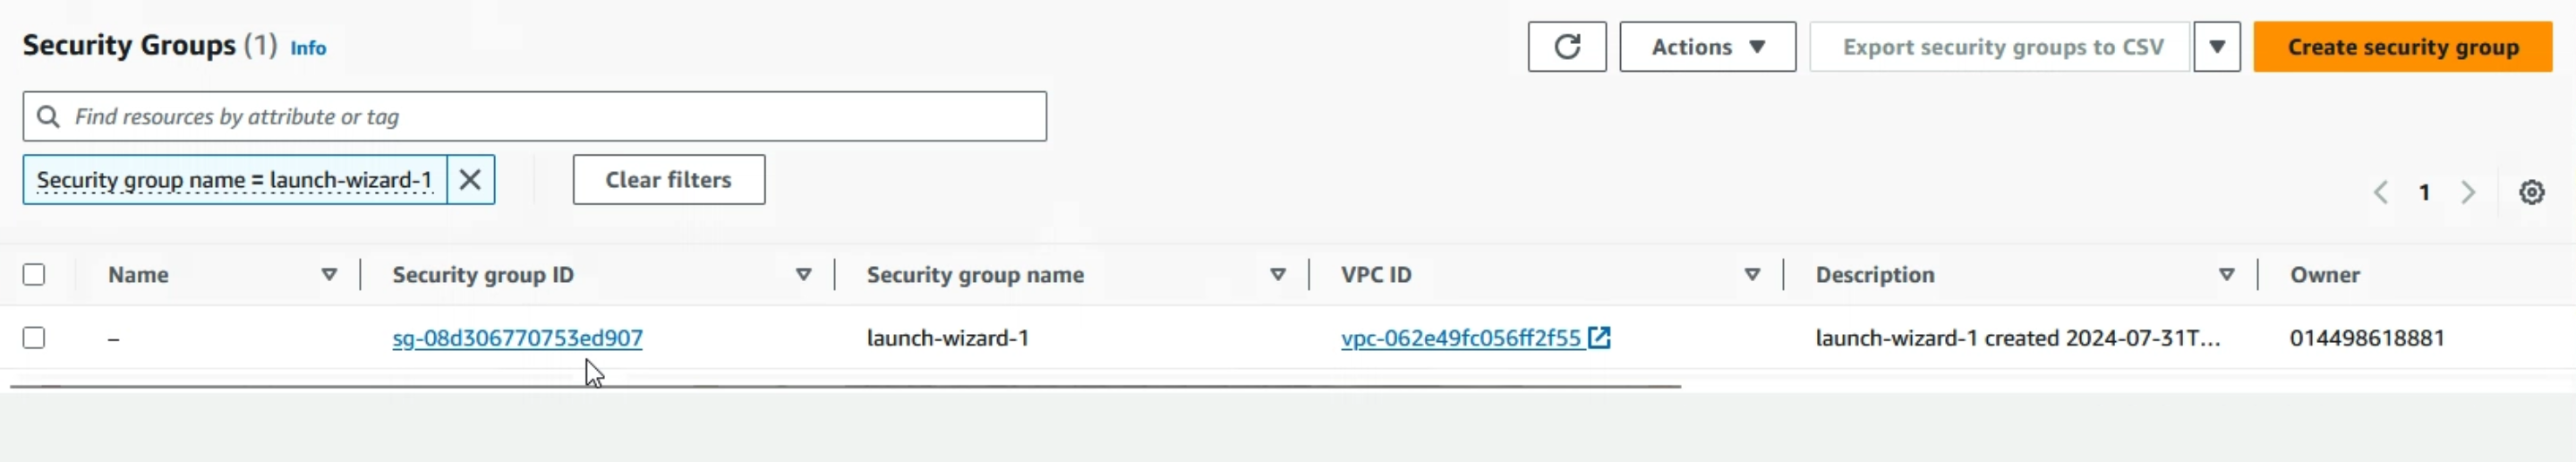 Security Groups (1) Info
Actions
Export security groups to CSV
Create security group
Find resources by attribute or tag
Security group name = launch-wizard-1
Clear filters
1
Name Security group ID Security group name VPC ID Description Owner
– sg-08d306770753ed907 launch-wizard-1 vpc-062e49fc056ff2f55 launch-wizard-1 created 2024-07-31T... 014498618881